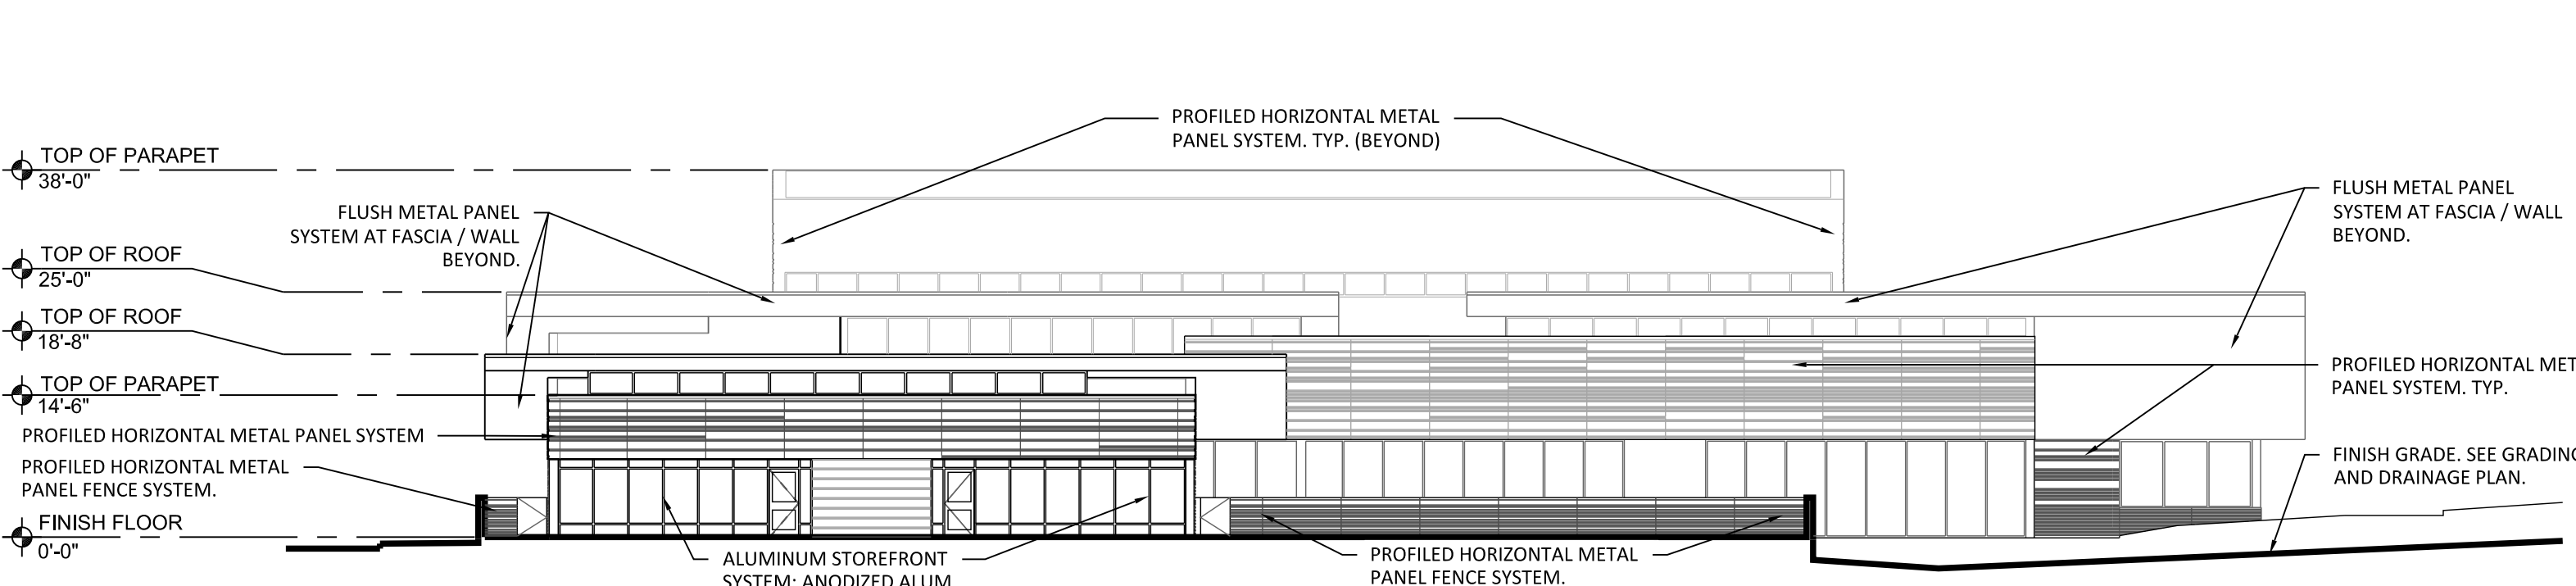 PROFILED HORIZONTAL METAL
PANEL SYSTEM. TYP. (BEYOND)
TOP OF PARAPET
38'-0"
FLUSH METAL PANEL
SYSTEM AT FASCIA / WALL
BEYOND.
FLUSH METAL PANEL
SYSTEM AT FASCIA / WALL
BEYOND.
TOP OF ROOF
25'-0"
TOP OF ROOF
18'-8"
PROFILED HORIZONTAL MET
PANEL SYSTEM. TYP.
TOP OF PARAPET
14'-6"
PROFILED HORIZONTAL METAL PANEL SYSTEM
PROFILED HORIZONTAL METAL
PANEL FENCE SYSTEM.
FINISH GRADE. SEE GRADING
AND DRAINAGE PLAN.
FINISH FLOOR
0'-0"
ALUMINUM STOREFRONT
SYSTEM: ANODIZED ALUM
PROFILED HORIZONTAL METAL
PANEL FENCE SYSTEM.